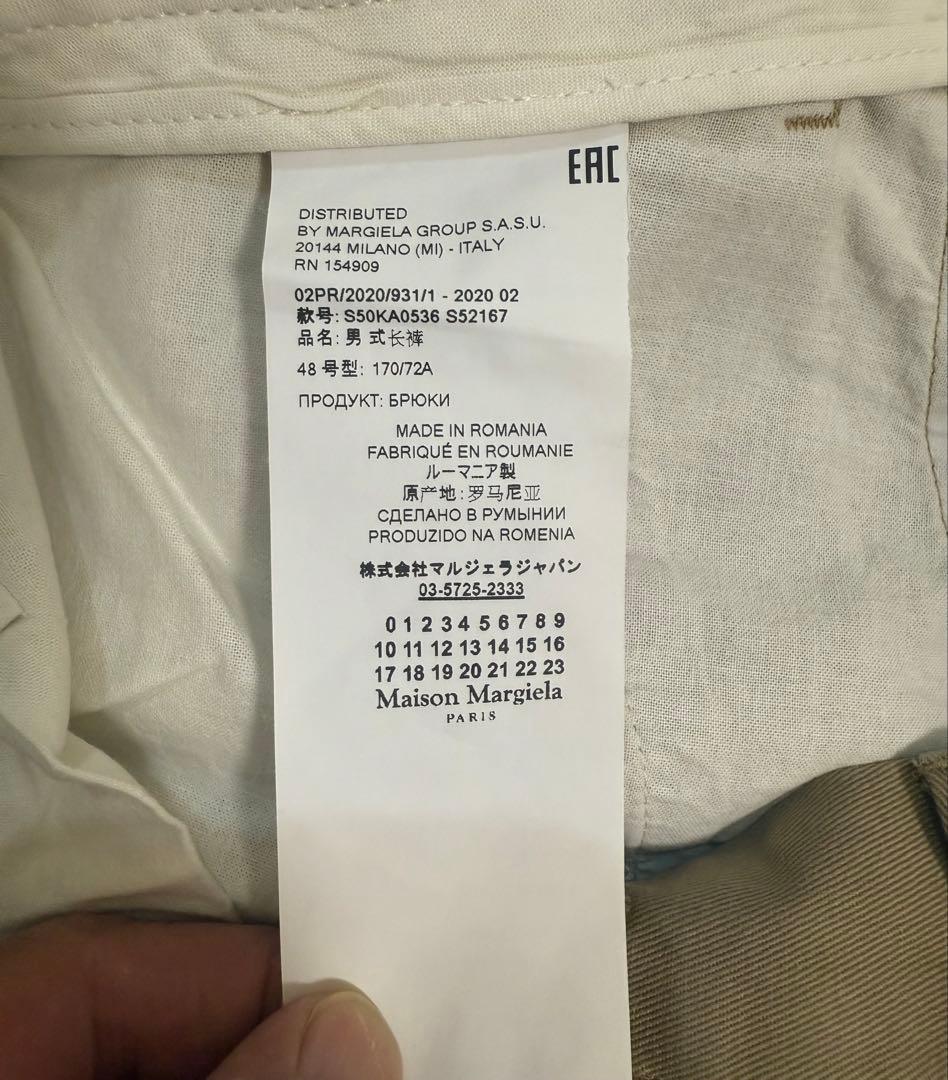 EAC
DISTRIBUTED
BY MARGIELA GROUP S.A.S.U.
20144 MILANO (MI) - ITALY
RN 154909
02PR/2020/931/1 - 2020 02
款号: S50KA0536 S52167
品名: 男式长裤
48 号型: 170/72A
ПРОДУКТ: БРЮКИ
MADE IN ROMANIA
FABRIQUÉ EN ROUMANIE
ルーマニア製
原产地:罗马尼亚
СДЕЛАНО В РУМЫНИИ
PRODUZIDO NA ROMENIA
株式会社マルジェラジャパン
03-5725-2333
0 1 2 3 4 5 6 7 8 9
10 11 12 13 14 15 16
17 18 19 20 21 22 23
Maison Margiela
PARIS